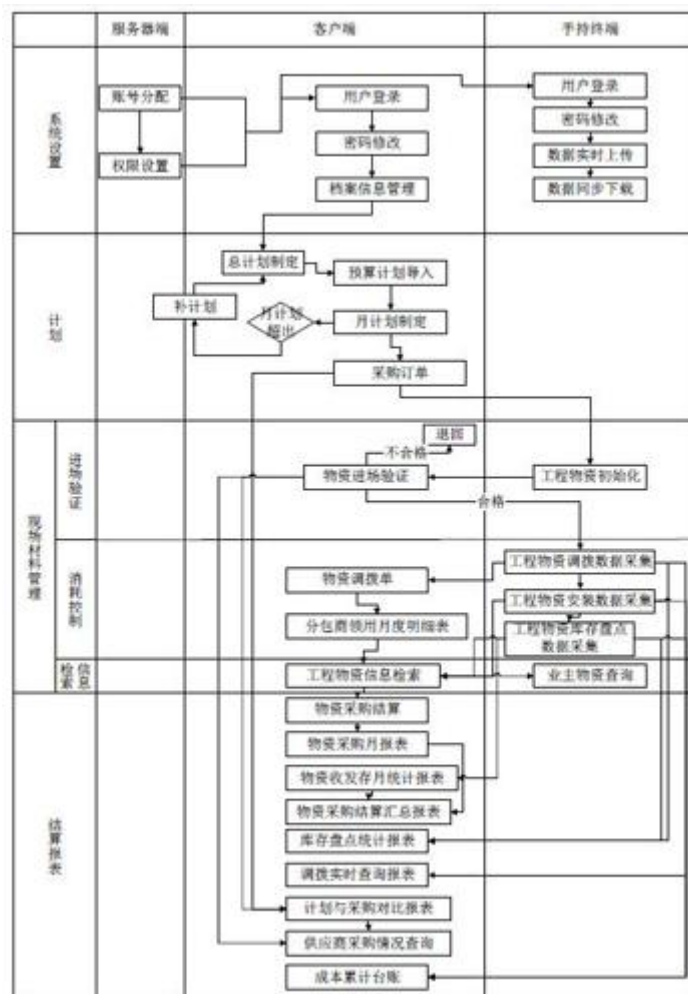 服务器端
客户端
手持终端
系统设置
账号分配
权限设置
用户登录
密码修改
档案信息管理
用户登录
密码修改
数据实时上传
数据同步下载
计划
总计划制定
预算计划导入
补计划
月计划
超出
月计划制定
采购订单
现场材料管理
进场验证
退回
不合格
物资进场验证
工程物资初始化
合格
消耗控制
工程物资调拨数据采集
物资调拨单
工程物资安装数据采集
分包商领用月度明细表
工程物资库存盘点
数据采集
信息
检索
工程物资信息检索
业主物资查询
结算报表
物资采购结算
物资采购月报表
物资收发存月统计报表
物资采购结算汇总报表
库存盘点统计报表
调拨实时查询报表
计划与采购对比报表
供应商采购情况查询
成本累计台账